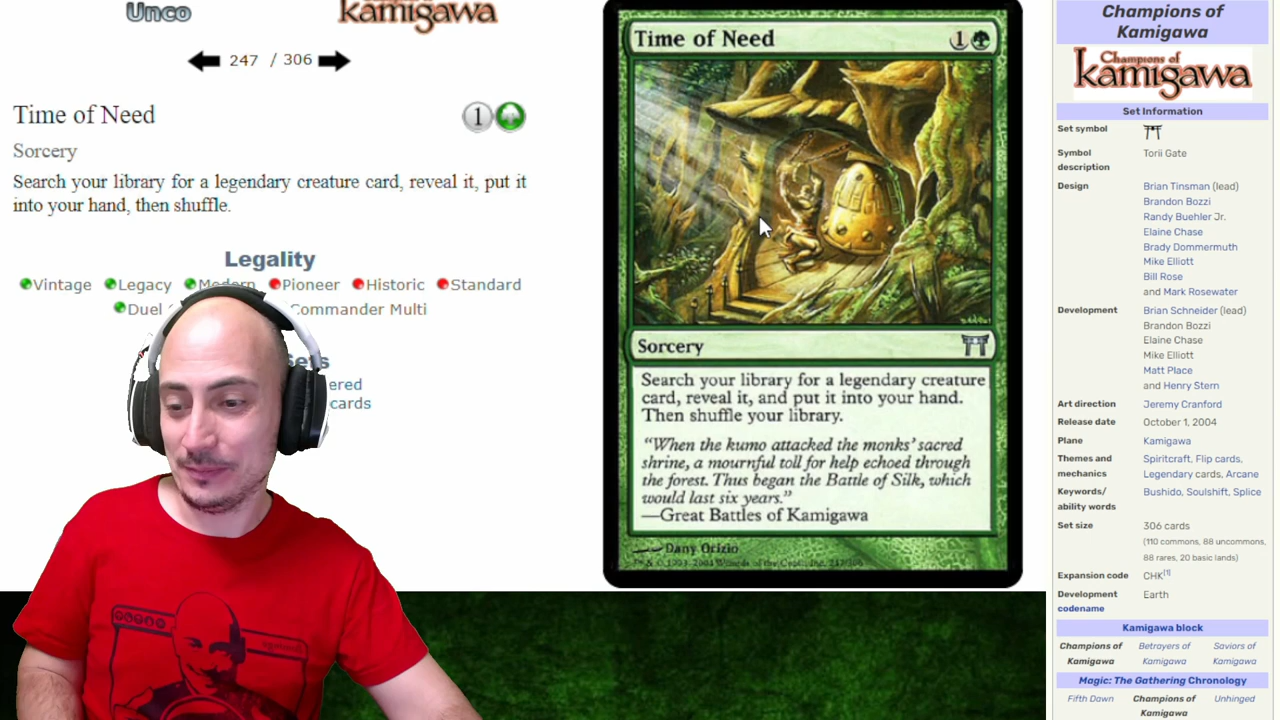 Unco
kamigawa
247 / 306
Time of Need
1
Sorcery
Search your library for a legendary creature card, reveal it, put it
into your hand, then shuffle.
Legality
Vintage Legacy Modern Pioneer Historic Standard
Duel Commander Multi
Sets
ered
cards
Time of Need 1
Sorcery
Search your library for a legendary creature
card, reveal it, and put it into your hand.
Then shuffle your library.
“When the kumo attacked the monks’ sacred
shrine, a mournful toll for help echoed through
the forest. Thus began the Battle of Silk, which
would last six years.”
—Great Battles of Kamigawa
Dany Orizio
Champions of
Kamigawa
Champions of
kamigawa
Set Information
Set symbol
Symbol description Torii Gate
Design Brian Tinsman (lead)
Brandon Bozzi
Randy Buehler Jr.
Elaine Chase
Brady Dommermuth
Mike Elliott
Bill Rose
and Mark Rosewater
Development Brian Schneider (lead)
Brandon Bozzi
Elaine Chase
Mike Elliott
Matt Place
and Henry Stern
Art direction Jeremy Cranford
Release date October 1, 2004
Plane Kamigawa
Themes and mechanics Spiritcraft, Flip cards,
Legendary cards, Arcane
Keywords/ability words Bushido, Soulshift, Splice
Set size 306 cards
(110 commons, 88 uncommons,
88 rares, 20 basic lands)
Expansion code CHK[1]
Development codename Earth
Kamigawa block
Champions of Kamigawa Betrayers of Kamigawa Saviors of Kamigawa
Magic: The Gathering Chronology
Fifth Dawn Champions of Kamigawa Unhinged